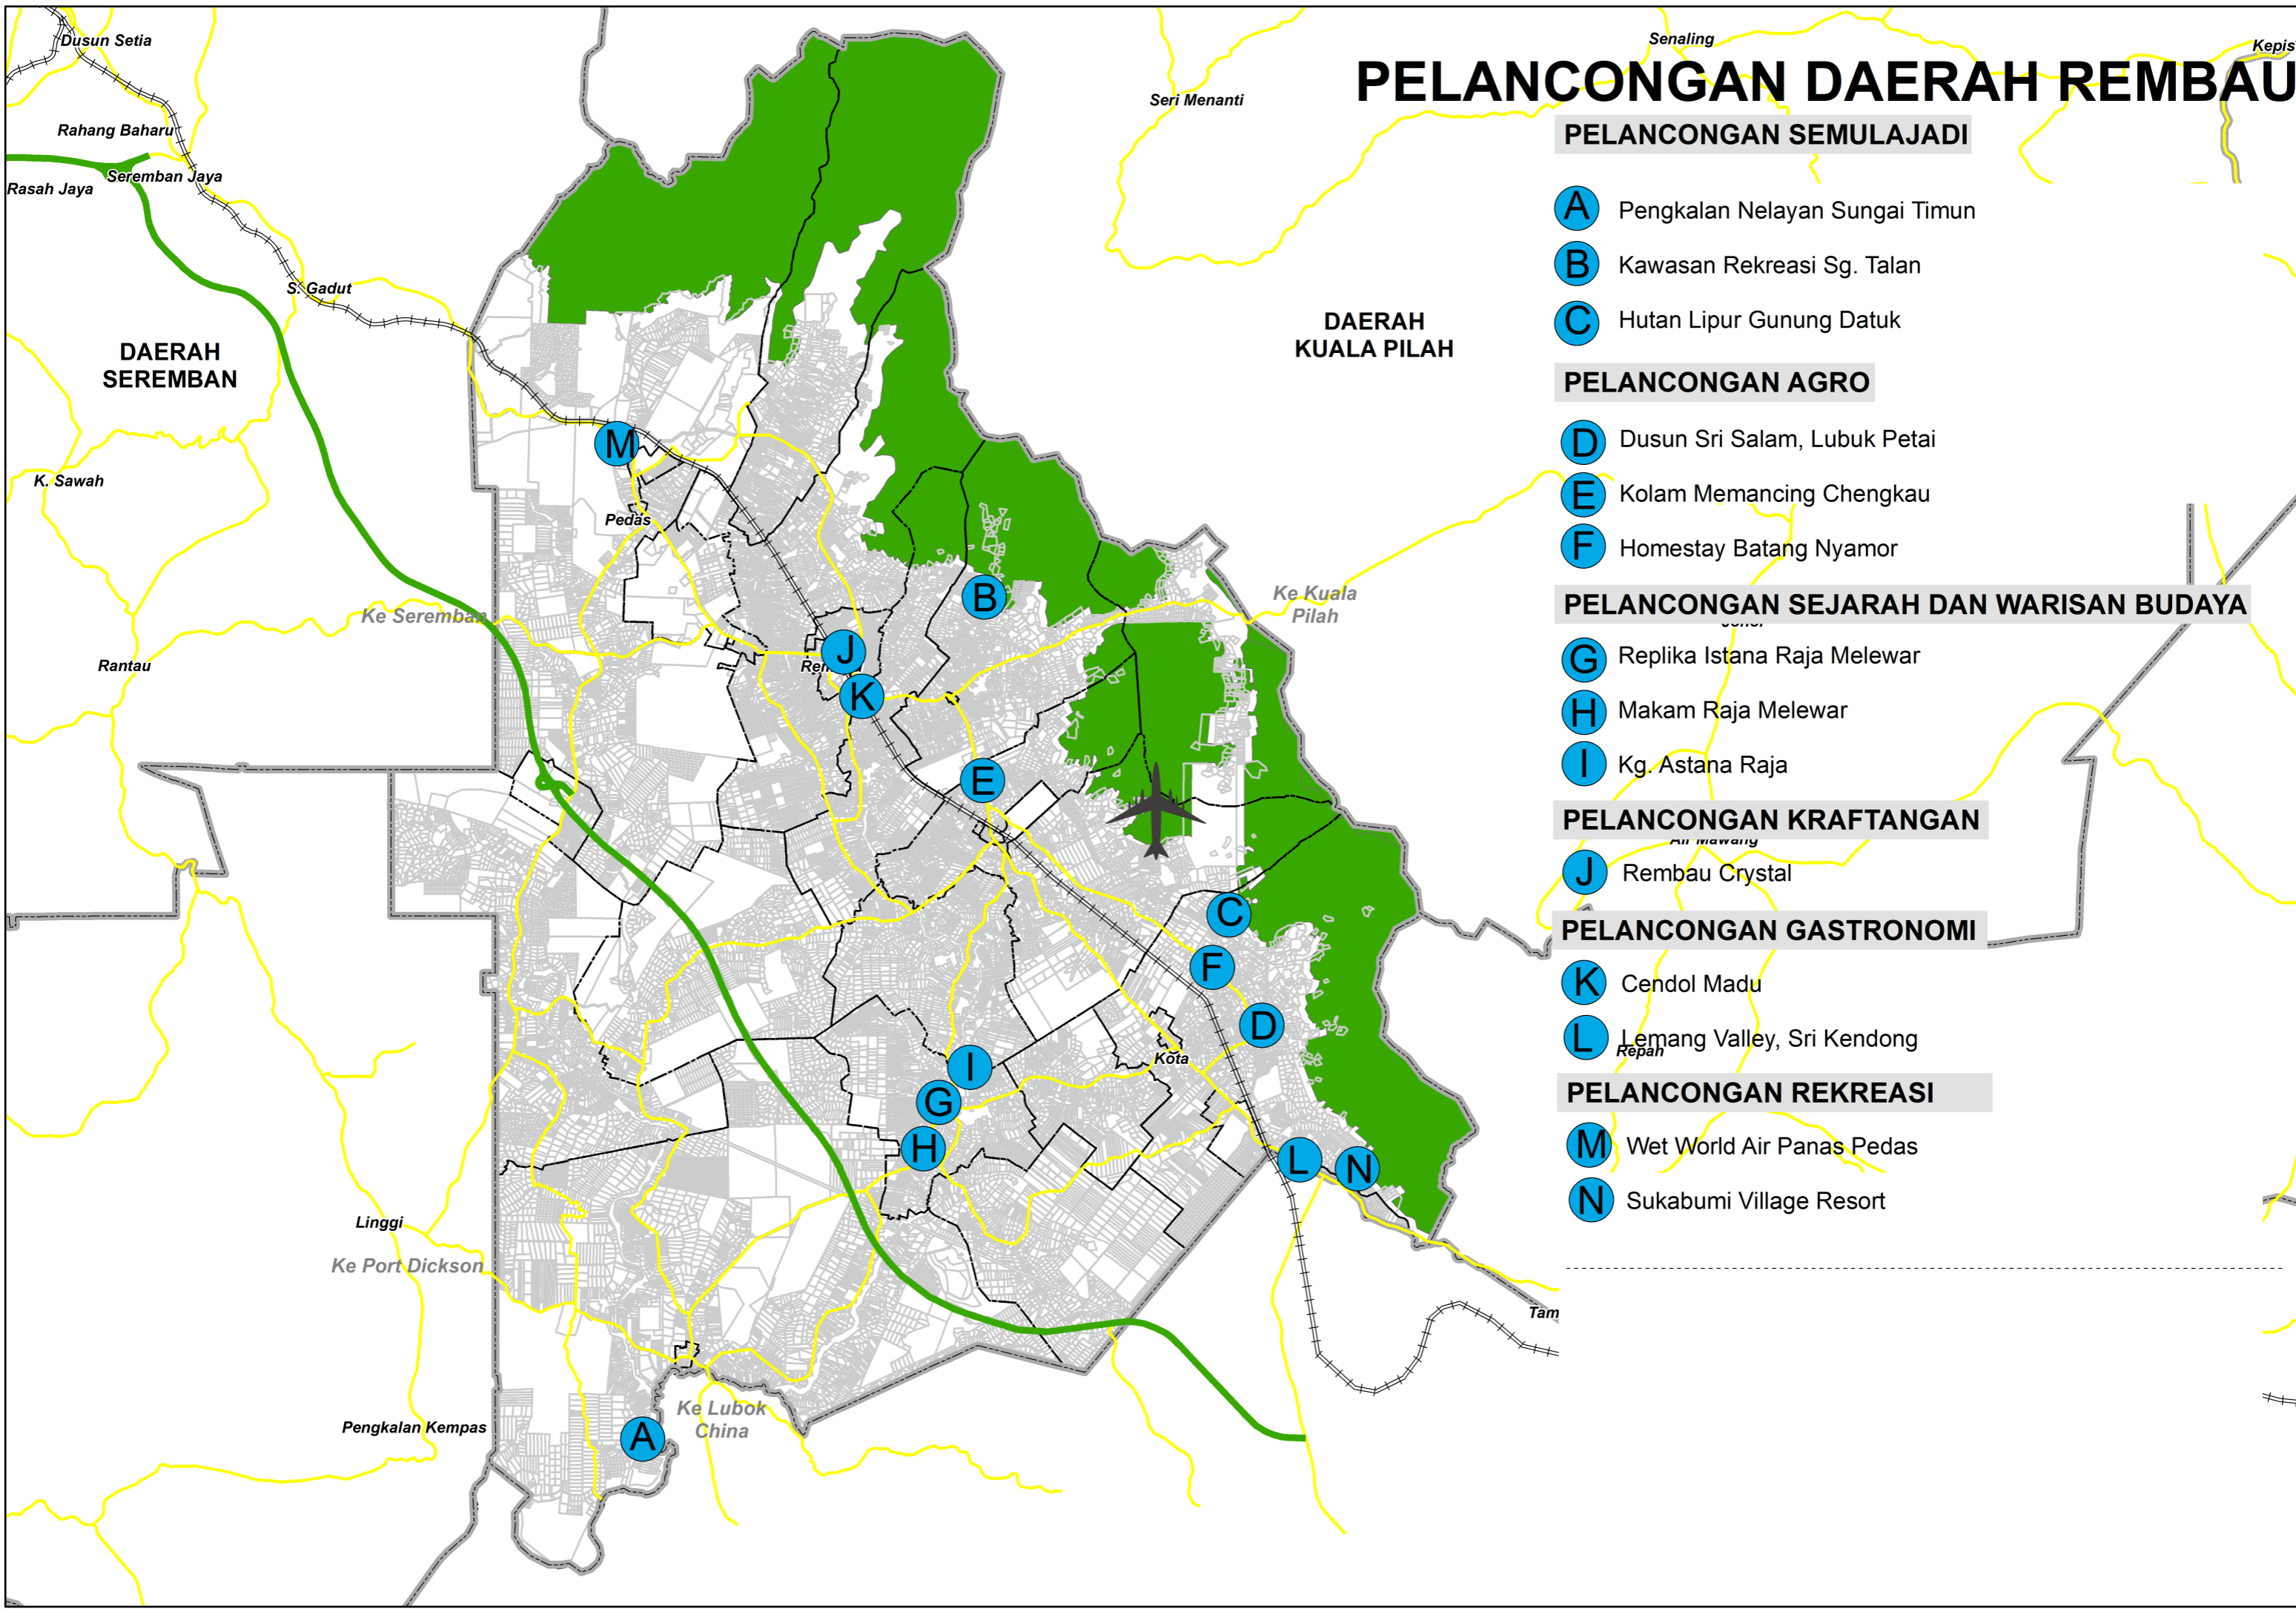 PELANCONGAN DAERAH REMBAU
PELANCONGAN SEMULAJADI
A Pengkalan Nelayan Sungai Timun
B Kawasan Rekreasi Sg. Talan
C Hutan Lipur Gunung Datuk
PELANCONGAN AGRO
D Dusun Sri Salam, Lubuk Petai
E Kolam Memancing Chengkau
F Homestay Batang Nyamor
PELANCONGAN SEJARAH DAN WARISAN BUDAYA
G Replika Istana Raja Melewar
H Makam Raja Melewar
I Kg. Astana Raja
PELANCONGAN KRAFTANGAN
Air Mawang
J Rembau Crystal
PELANCONGAN GASTRONOMI
K Cendol Madu
L Lemang Valley, Sri Kendong
Repah
PELANCONGAN REKREASI
M Wet World Air Panas Pedas
N Sukabumi Village Resort
Dusun Setia
Senaling
Kepis
Seri Menanti
Rahang Baharu
Seremban Jaya
Rasah Jaya
S. Gadut
DAERAH
SEREMBAN
DAERAH
KUALA PILAH
M
K. Sawah
Pedas
B
Ke Kuala
Pilah
Ke Seremban
J
Rantau
K
E
C
F
D
Kota
I
G
H
L
N
Linggi
Ke Port Dickson
Tam
Ke Lubok
China
Pengkalan Kempas
A